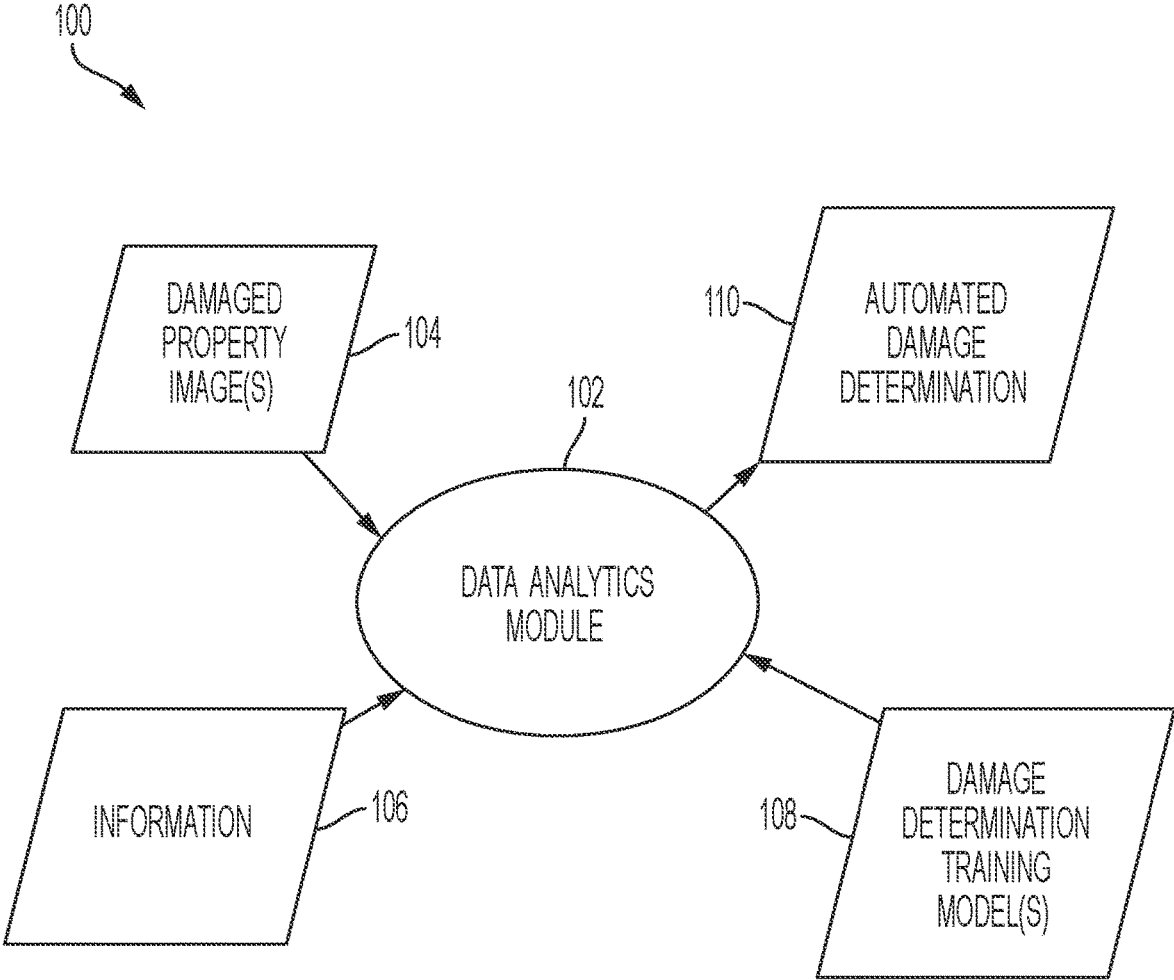 100
DAMAGED
PROPERTY
IMAGE(S)
104
110
AUTOMATED
DAMAGE
DETERMINATION
102
DATA ANALYTICS
MODULE
INFORMATION
106
108
DAMAGE
DETERMINATION
TRAINING
MODEL(S)